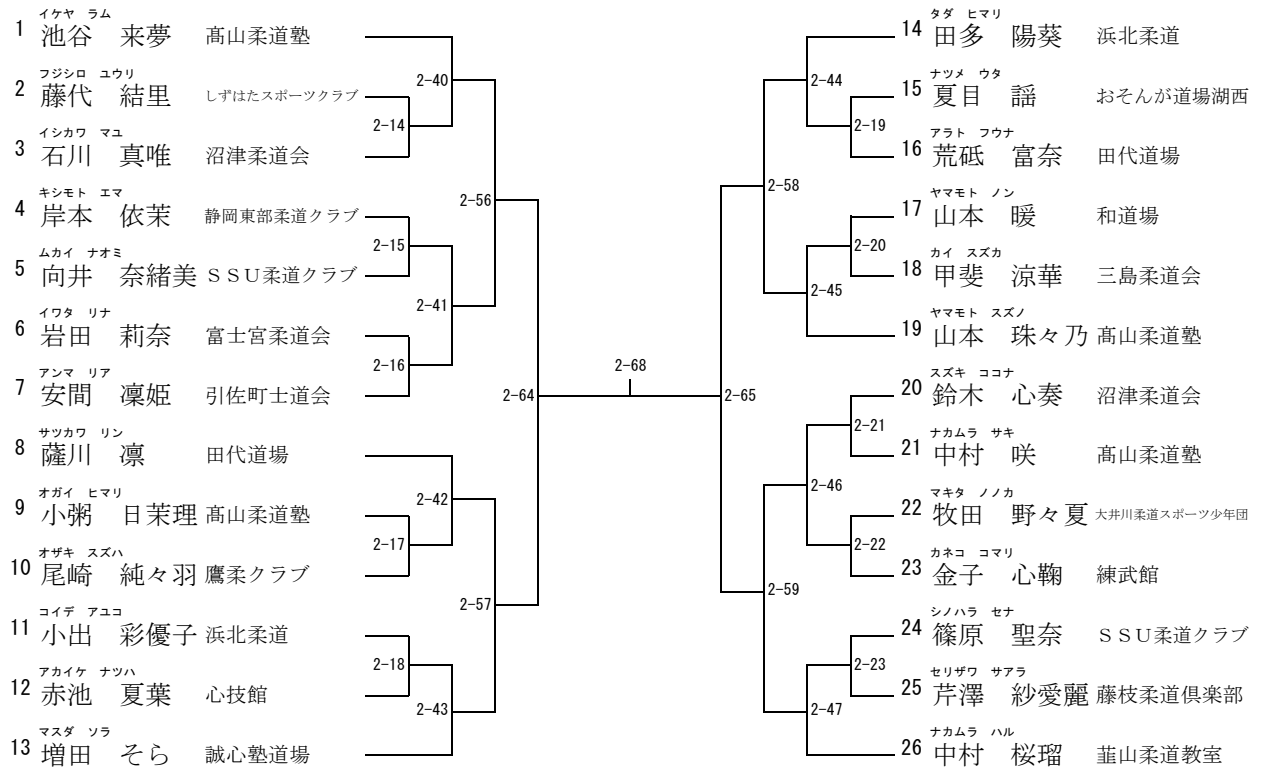 イケヤ　ラム
1 池谷　来夢 髙山柔道塾
フジシロ　ユウリ
2 藤代　結里 しずはたスポーツクラブ
イシカワ　マユ
3 石川　真唯 沼津柔道会
キシモト　エマ
4 岸本　依茉 静岡東部柔道クラブ
ムカイ　ナオミ
5 向井　奈緒美 ＳＳＵ柔道クラブ
イワタ　リナ
6 岩田　莉奈 富士宮柔道会
アンマ　リア
7 安間　凜姫 引佐町士道会
サツカワ　リン
8 薩川　凛 田代道場
オガイ　ヒマリ
9 小粥　日茉理 髙山柔道塾
オザキ　スズハ
10 尾崎　純々羽 鷹柔クラブ
コイデ　アユコ
11 小出　彩優子 浜北柔道
アカイケ　ナツハ
12 赤池　夏葉 心技館
マスダ　ソラ
13 増田　そら 誠心塾道場
2-40
2-14
2-56
2-15
2-41
2-16
2-64
2-42
2-17
2-57
2-18
2-43
2-68
2-44
2-19
2-58
2-20
2-45
2-65
2-21
2-46
2-22
2-59
2-23
2-47
タダ　ヒマリ
14 田多　陽葵 浜北柔道
ナツメ　ウタ
15 夏目　謡 おそんが道場湖西
アラト　フウナ
16 荒砥　富奈 田代道場
ヤマモト　ノン
17 山本　暖 和道場
カイ　スズカ
18 甲斐　涼華 三島柔道会
ヤマモト　スズノ
19 山本　珠々乃 髙山柔道塾
スズキ　ココナ
20 鈴木　心奏 沼津柔道会
ナカムラ　サキ
21 中村　咲 髙山柔道塾
マキタ　ノノカ
22 牧田　野々夏 大井川柔道スポーツ少年団
カネコ　コマリ
23 金子　心鞠 練武館
シノハラ　セナ
24 篠原　聖奈 ＳＳＵ柔道クラブ
セリザワ　サアラ
25 芹澤　紗愛麗 藤枝柔道倶楽部
ナカムラ　ハル
26 中村　桜瑠 韮山柔道教室